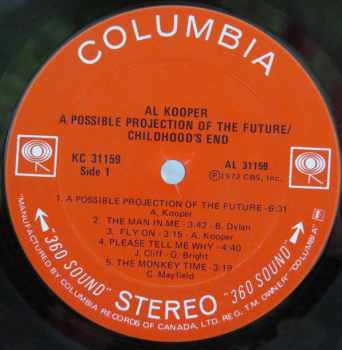 COLUMBIA
AL KOOPER
A POSSIBLE PROJECTION OF THE FUTURE/
CHILDHOOD'S END
KC 31159
Side 1
AL 31159
Ⓟ 1972 CBS, Inc.
1. A POSSIBLE PROJECTION OF THE FUTURE - 6:31
A. Kooper
2. THE MAN IN ME - 3:42 - B. Dylan
3. FLY ON - 3:15 - A. Kooper
4. PLEASE TELL ME WHY - 4:40
J. Cliff - G. Bright
5. THE MONKEY TIME - 3:19
C. Mayfield
"360 SOUND" STEREO "360 SOUND"
"MANUFACTURED BY COLUMBIA RECORDS OF CANADA, LTD. REG. T.M. OWNER" "COLUMBIA"